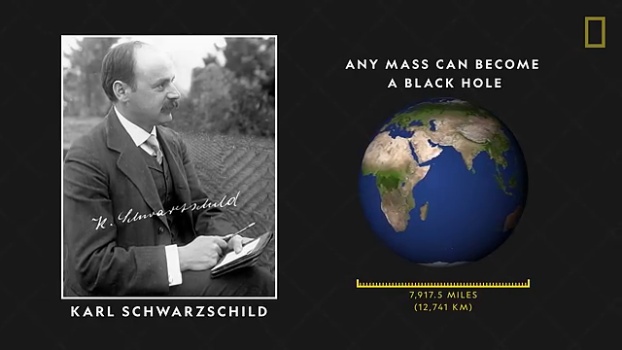 K. Schwarzschild
KARL SCHWARZSCHILD
ANY MASS CAN BECOME
A BLACK HOLE
7,917.5 MILES
(12,741 KM)